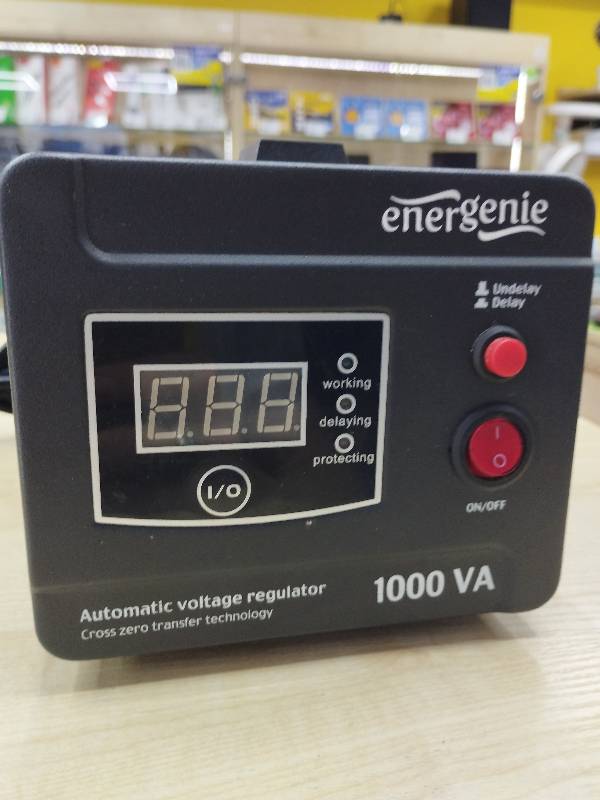 energenie
Undelay
Delay
working
delaying
protecting
I/O
I
O
ON/OFF
Automatic voltage regulator
Cross zero transfer technology
1000 VA